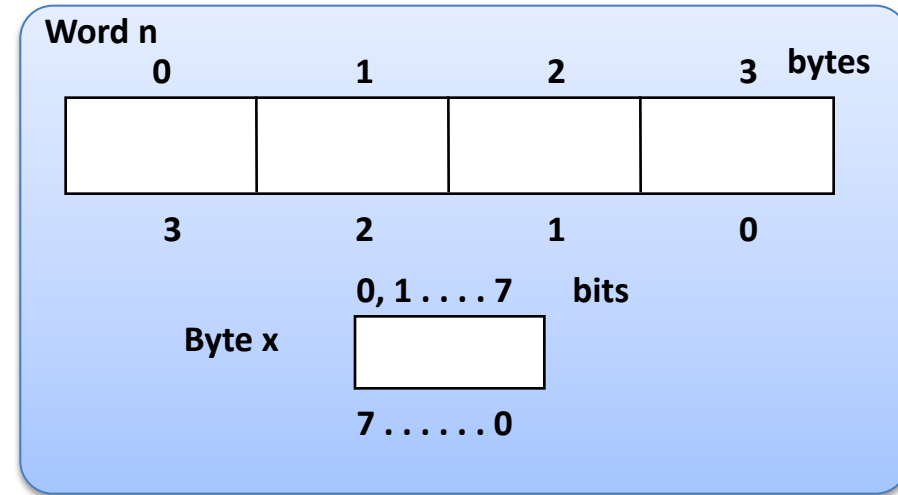 Word n
0 1 2 3 bytes
3 2 1 0
0, 1 . . . . 7 bits
Byte x
7 . . . . . . 0